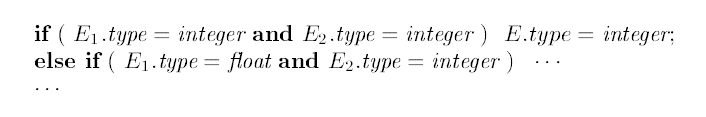 if ( E₁.type = integer and E₂.type = integer ) E.type = integer;
else if ( E₁.type = float and E₂.type = integer ) ···
···